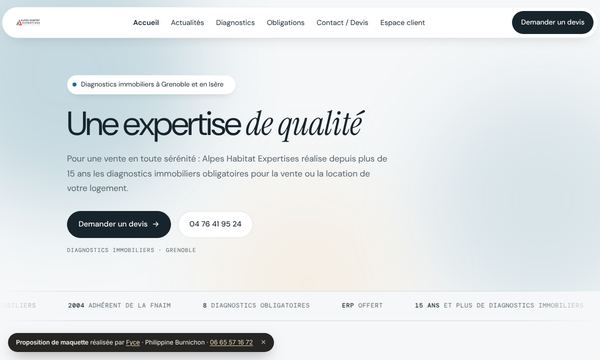 Accueil Actualités Diagnostics Obligations Contact / Devis Espace client Demander un devis
Diagnostics immobiliers à Grenoble et en Isère
Une expertise de qualité
Pour une vente en toute sérénité : Alpes Habitat Expertises réalise depuis plus de
15 ans les diagnostics immobiliers obligatoires pour la vente ou la location de
votre logement.
Demander un devis → 04 76 41 95 24
DIAGNOSTICS IMMOBILIERS · GRENOBLE
2004 ADHÉRENT DE LA FNAIM 8 DIAGNOSTICS OBLIGATOIRES ERP OFFERT 15 ANS ET PLUS DE DIAGNOSTICS IMMOBILIERS
Proposition de maquette réalisée par Fyce · Philippine Burnichon · 06 65 57 16 72 ×